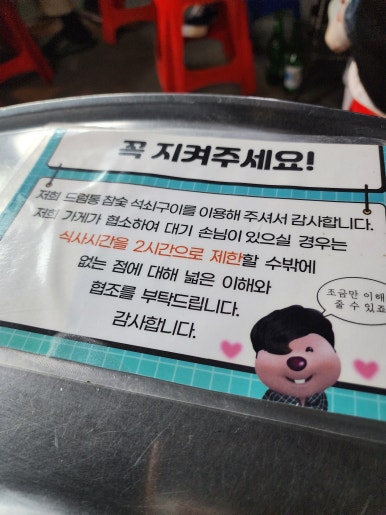 꼭 지켜주세요!
저희 드럼통 참숯 석쇠구이를 이용해 주셔서 감사합니다.
저희 가게가 협소하여 대기 손님이 있으실 경우는
식사시간을 2시간으로 제한할 수밖에
없는 점에 대해 넓은 이해와
협조를 부탁드립니다.
감사합니다.
조금만 이해
줄 수 있죠